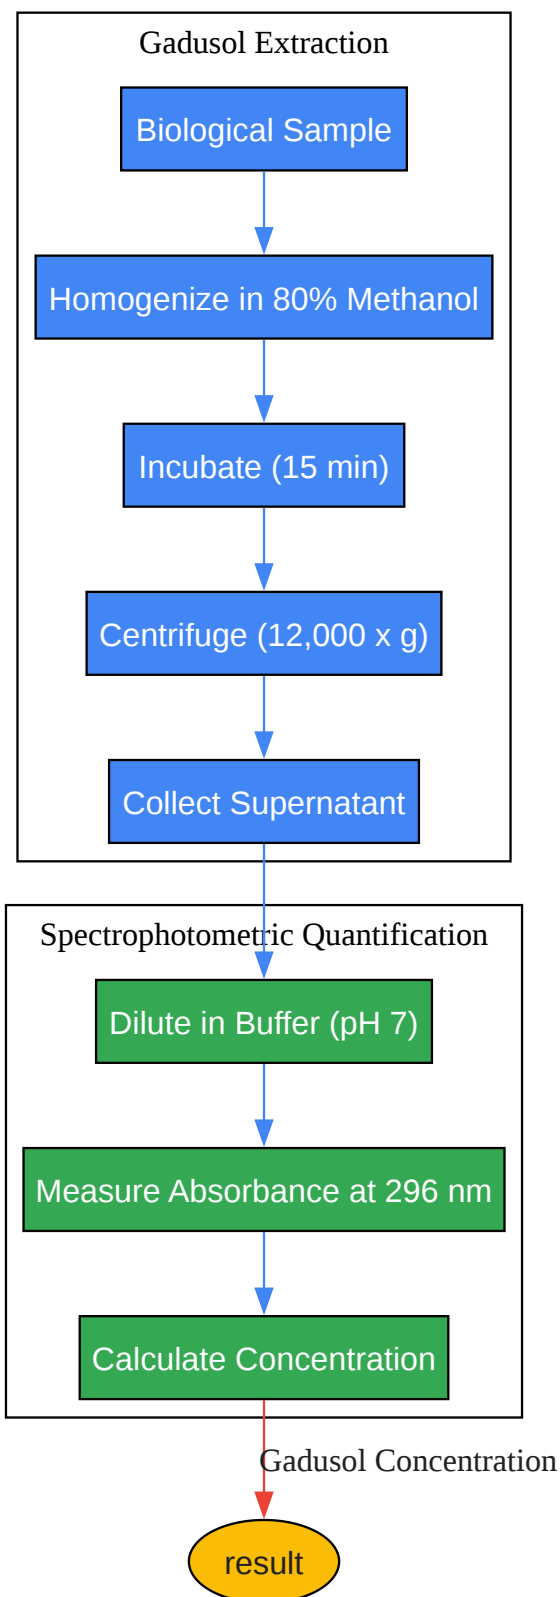 Gadusol Extraction
Biological Sample
Homogenize in 80% Methanol
Incubate (15 min)
Centrifuge (12,000 x g)
Collect Supernatant
Spectrophotometric Quantification
Dilute in Buffer (pH 7)
Measure Absorbance at 296 nm
Calculate Concentration
Gadusol Concentration
result